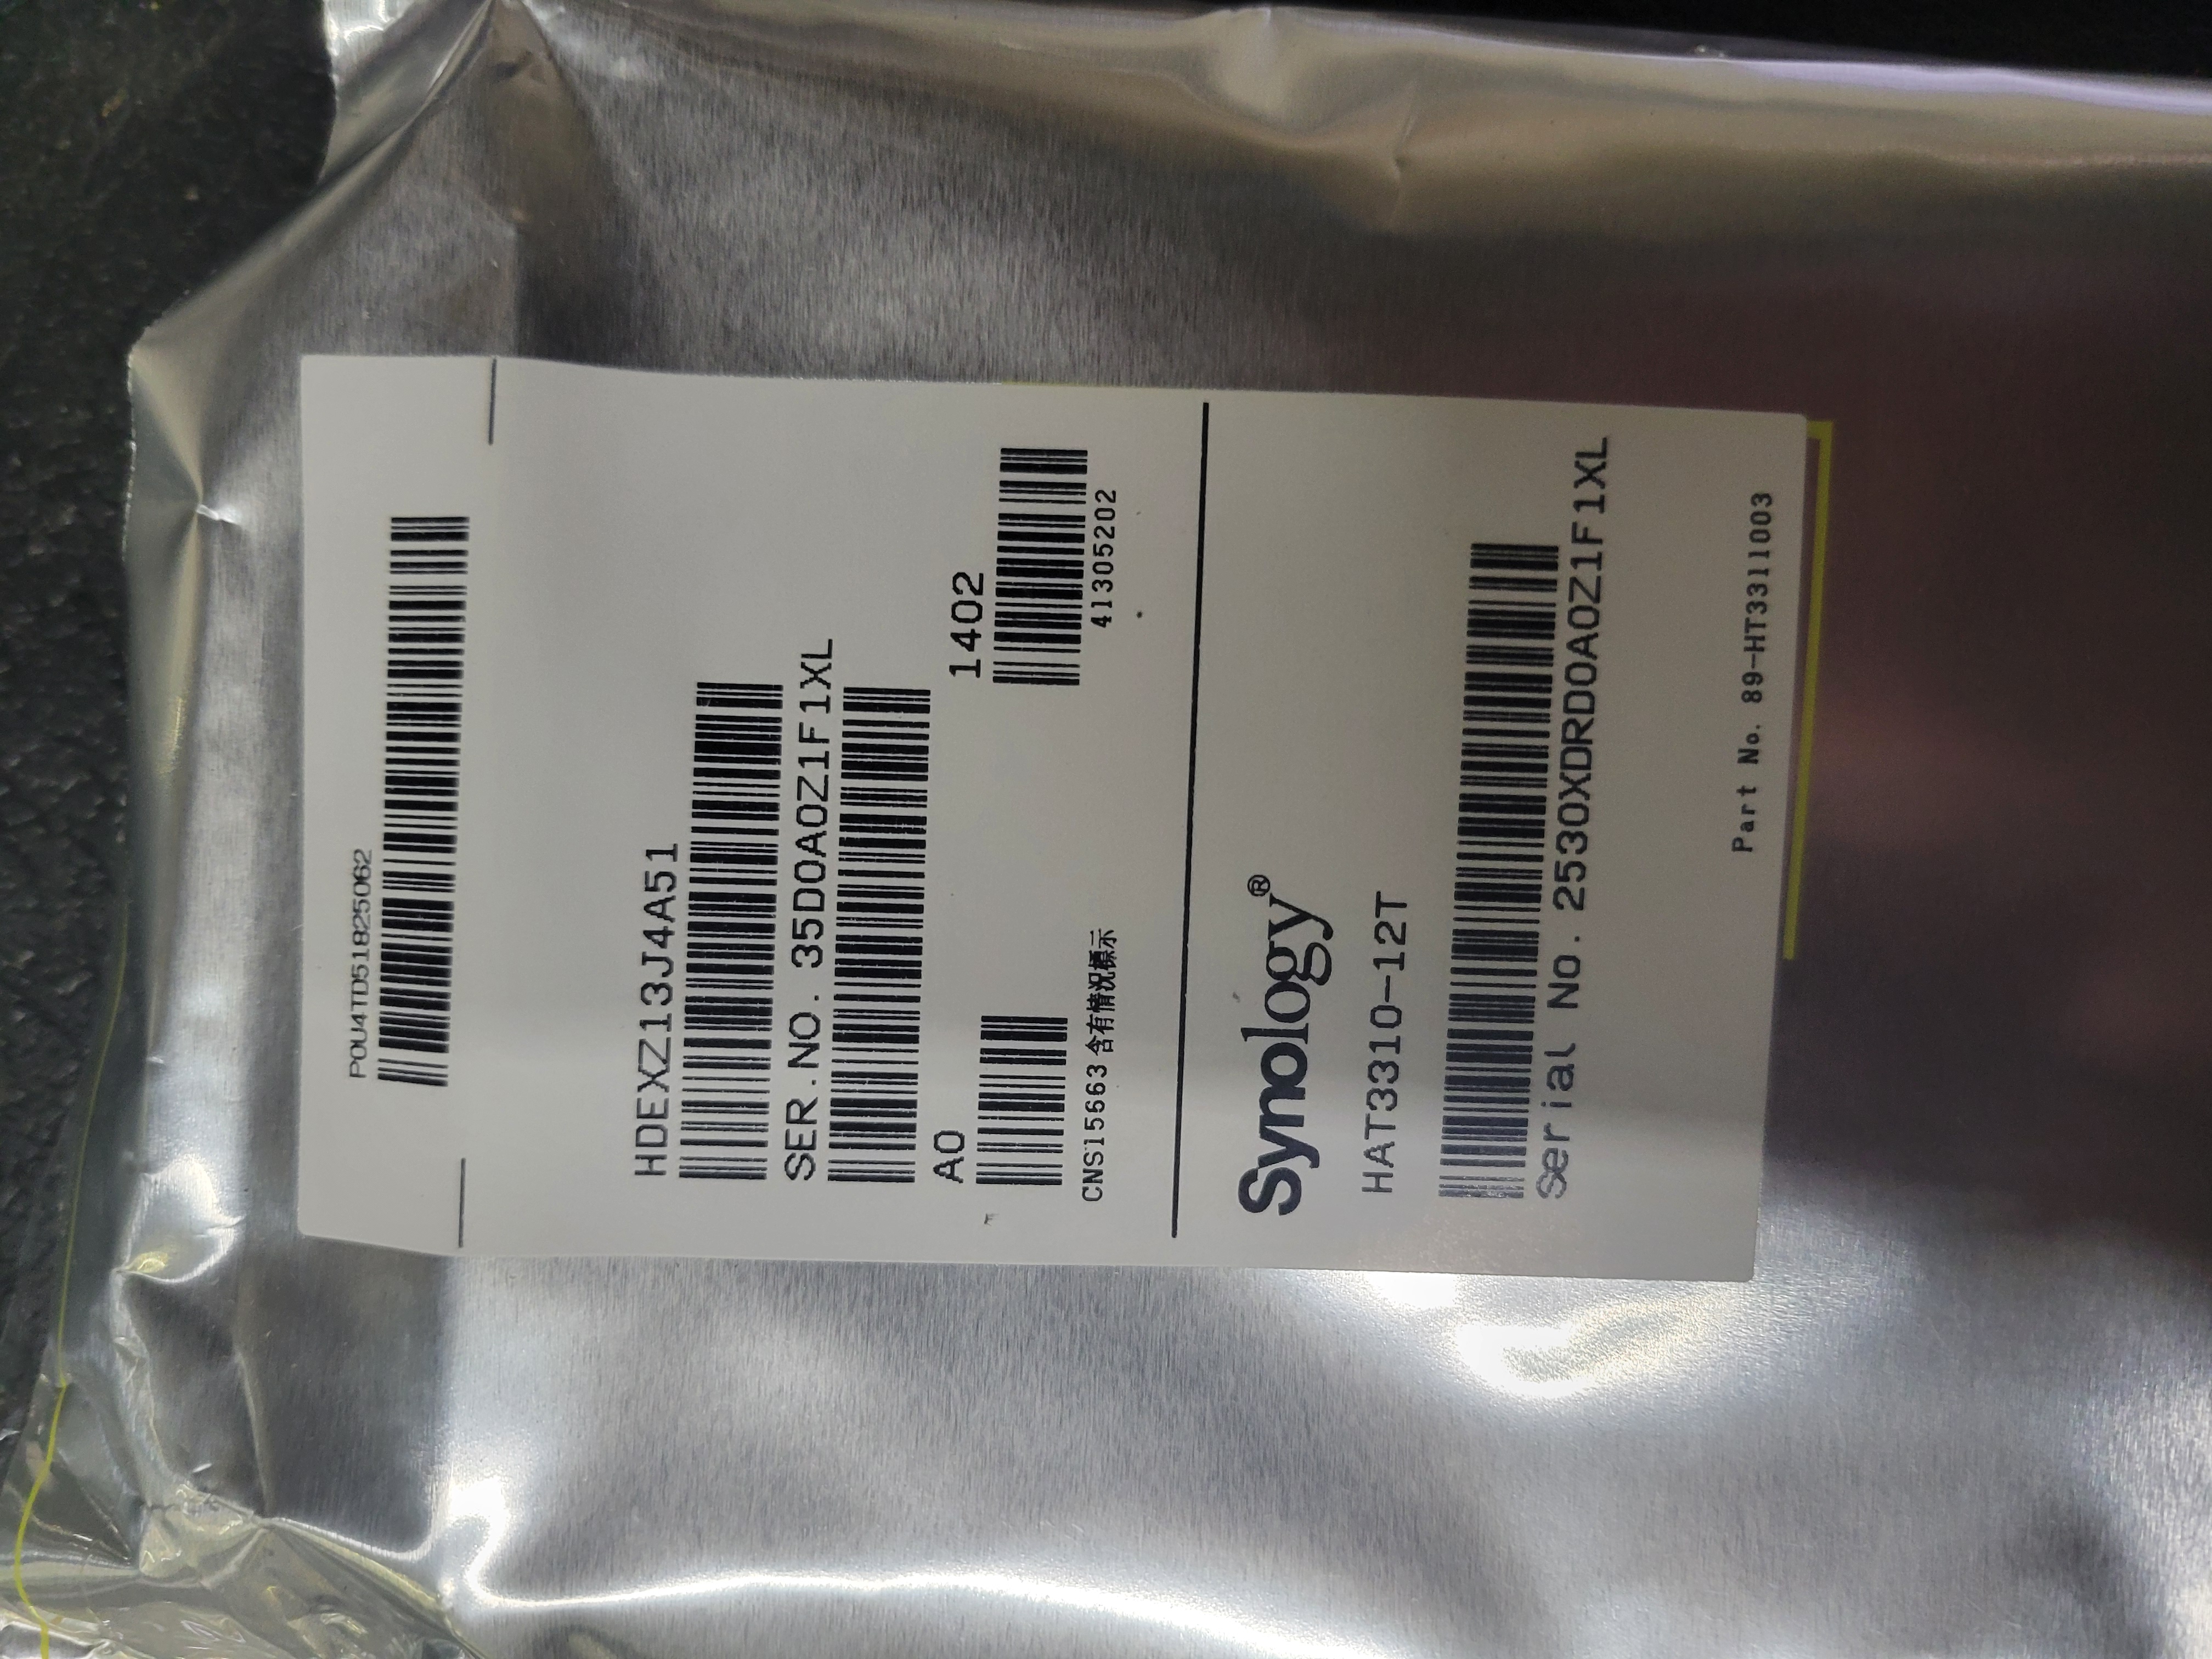 P0U4TD51825062
HDEXZ13J4A51
SER.NO. 35D0A0Z1F1XL
A0
1402
CNS15663 含有情況標示
41305202
Synology®
HAT3310-12T
Serial No. 2530XDRD0A0Z1F1XL
Part No. 89-HT3311003